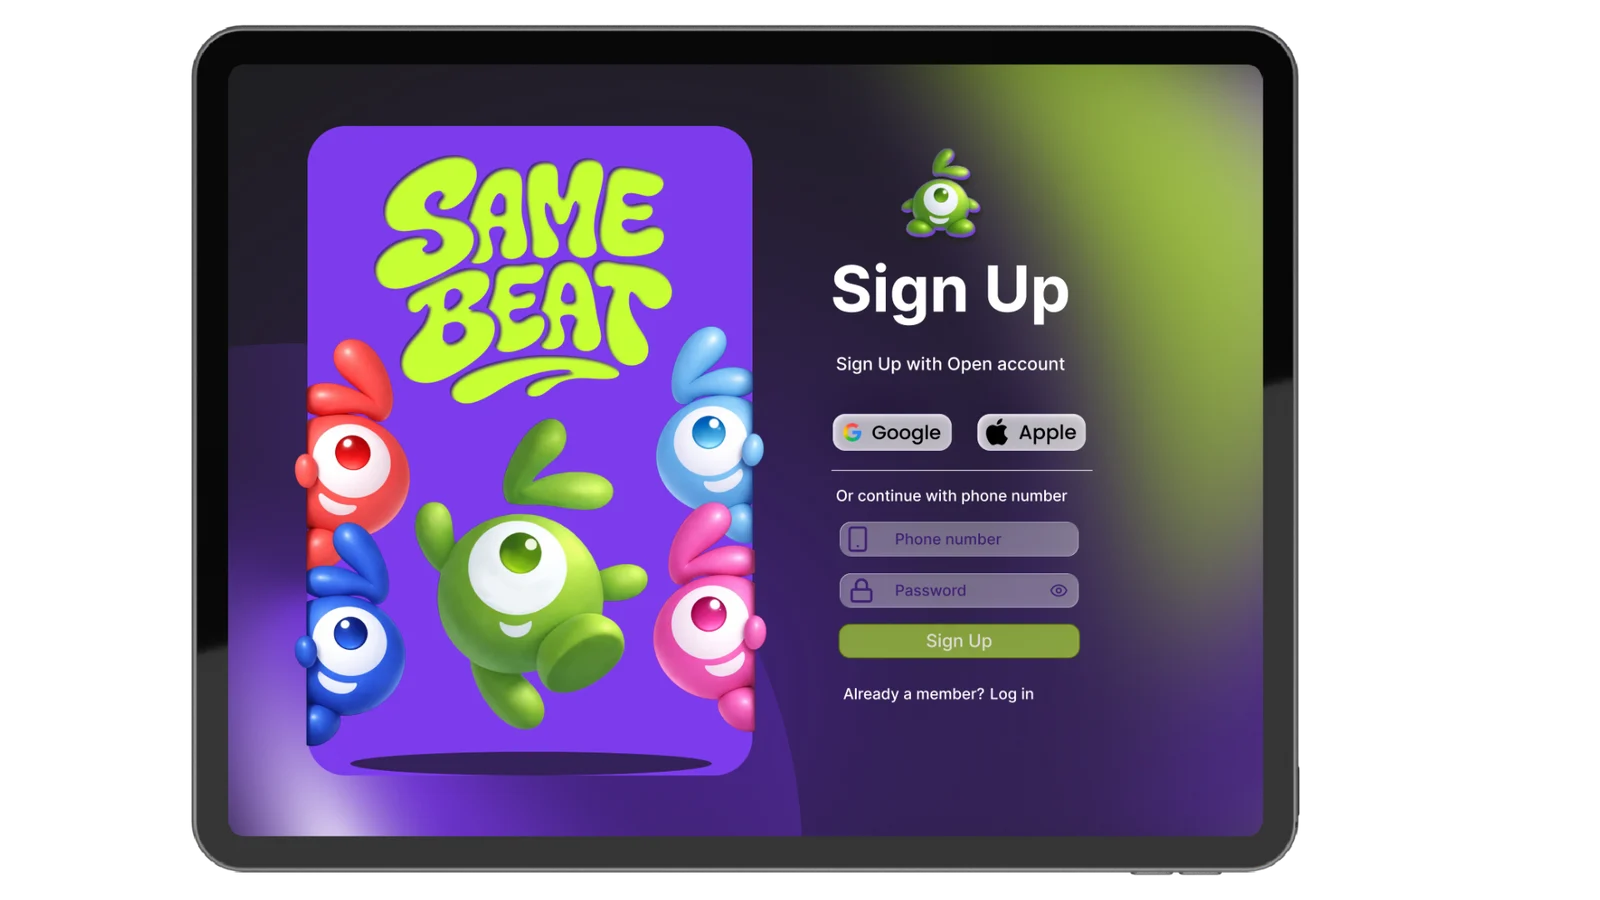 SAME
BEAT
Sign Up
Sign Up with Open account
Google
Apple
Or continue with phone number
Phone number
Password
Sign Up
Already a member? Log in